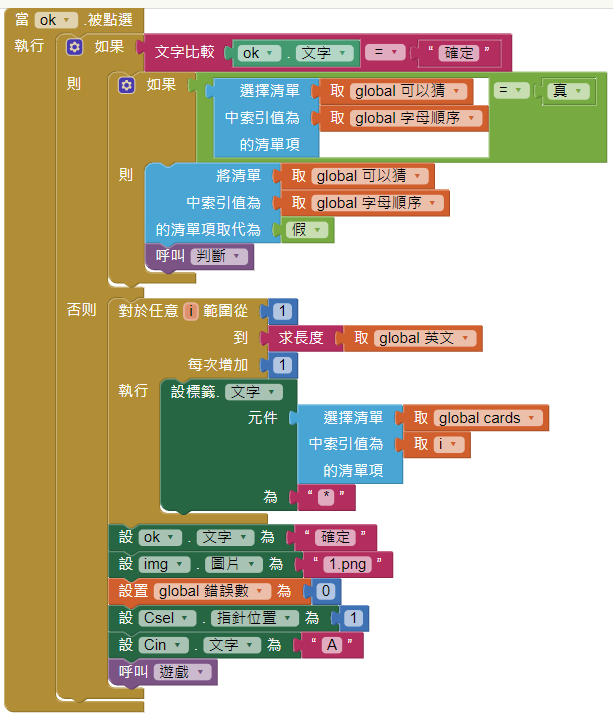 當 ok .被點選
執行 如果 文字比較 ok . 文字 = “ 確定 ”
則 如果 選擇清單 取 global 可以猜 = 真
中索引值為 取 global 字母順序
的清單項
則 將清單 取 global 可以猜
中索引值為 取 global 字母順序
的清單項取代為 假
呼叫 判斷
否則 對於任意 i 範圍從 1
到 求長度 取 global 英文
每次增加 1
執行 設標籤. 文字
元件 選擇清單 取 global cards
中索引值為 取 i
的清單項
為 “ * ”
設 ok . 文字 為 “ 確定 ”
設 img . 圖片 為 “ 1.png ”
設置 global 錯誤數 為 0
設 Csel . 指針位置 為 1
設 Cin . 文字 為 “ A ”
呼叫 遊戲